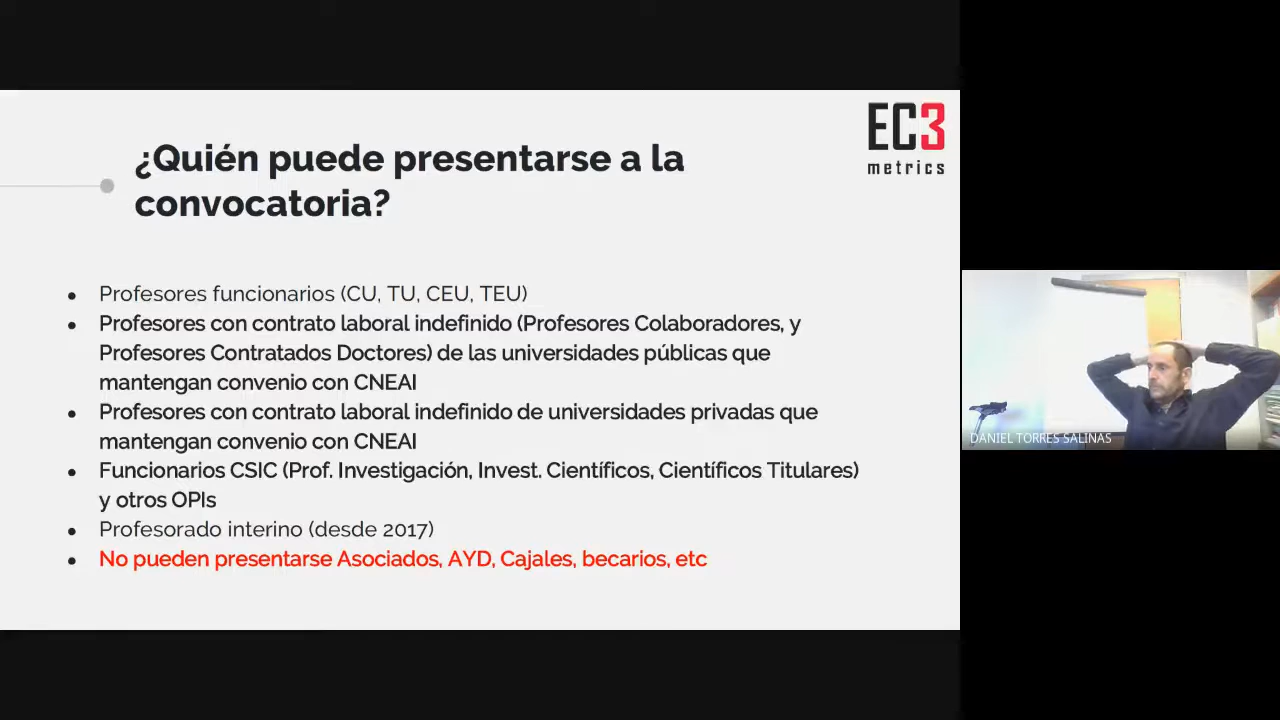 EC3
metrics
¿Quién puede presentarse a la
convocatoria?
● Profesores funcionarios (CU, TU, CEU, TEU)
● Profesores con contrato laboral indefinido (Profesores Colaboradores, y
Profesores Contratados Doctores) de las universidades públicas que
mantengan convenio con CNEAI
● Profesores con contrato laboral indefinido de universidades privadas que
mantengan convenio con CNEAI
● Funcionarios CSIC (Prof. Investigación, Invest. Científicos, Científicos Titulares)
y otros OPIs
● Profesorado interino (desde 2017)
● No pueden presentarse Asociados, AYD, Cajales, becarios, etc
DANIEL TORRES SALINAS